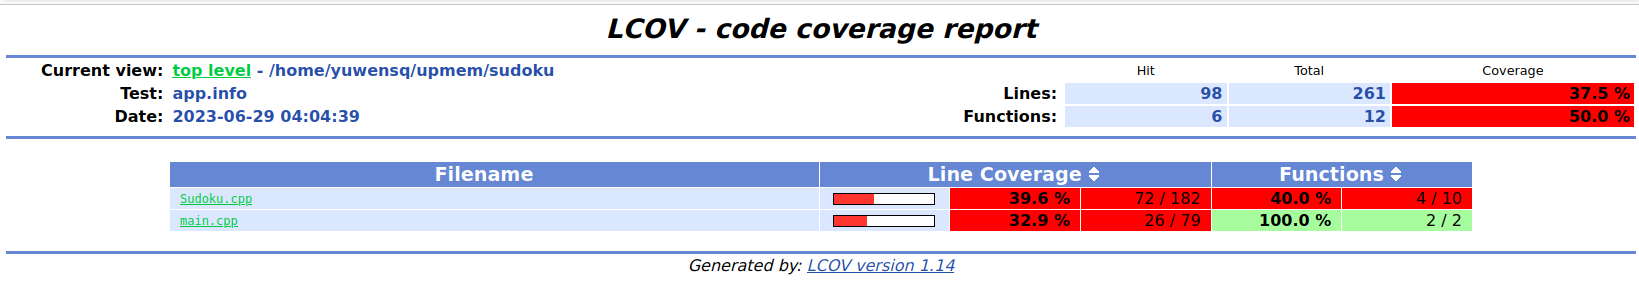 LCOV - code coverage report
Current view: top level - /home/yuwensq/upmem/sudoku Hit Total Coverage
Test: app.info Lines: 98 261 37.5 %
Date: 2023-06-29 04:04:39 Functions: 6 12 50.0 %
Filename Line Coverage Functions
Sudoku.cpp 39.6 % 72 / 182 40.0 % 4 / 10
main.cpp 32.9 % 26 / 79 100.0 % 2 / 2
Generated by: LCOV version 1.14